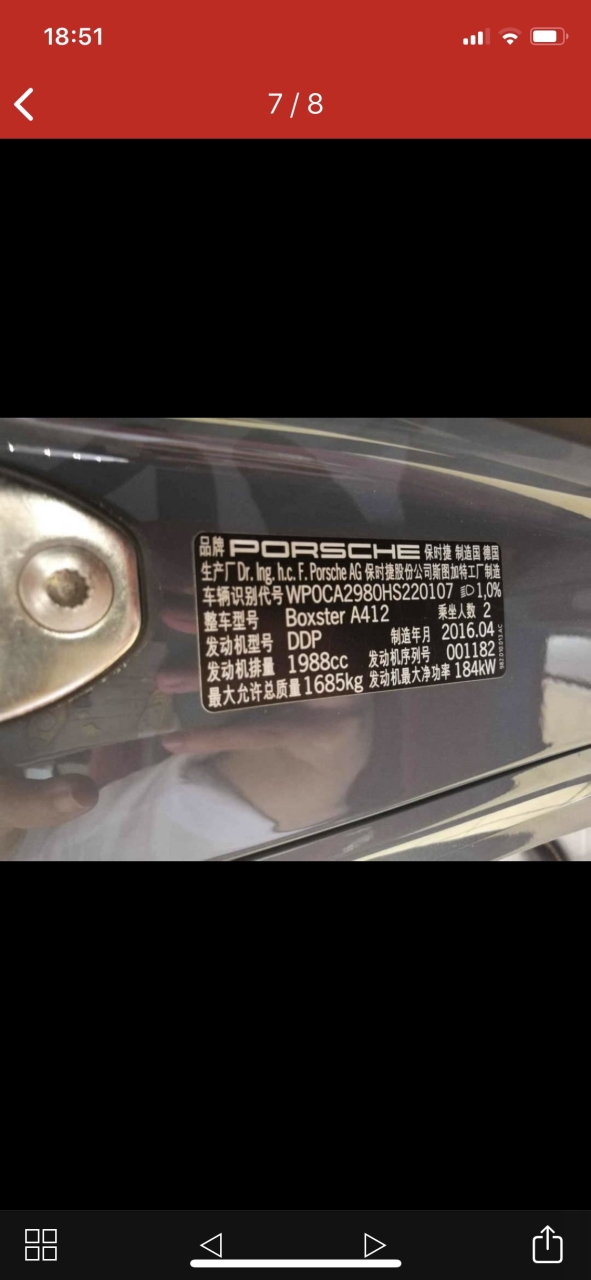 18:51
7 / 8
品牌 PORSCHE 保时捷 制造国 德国
生产厂 Dr. Ing. h.c. F. Porsche AG 保时捷股份公司斯图加特工厂制造
车辆识别代号 WP0CA2980HS220107 1,0%
整车型号 Boxster A412 乘坐人数 2
发动机型号 DDP 制造年月 2016.04
发动机排量 1988cc 发动机序列号 001182
最大允许总质量 1685kg 发动机最大净功率 184kW